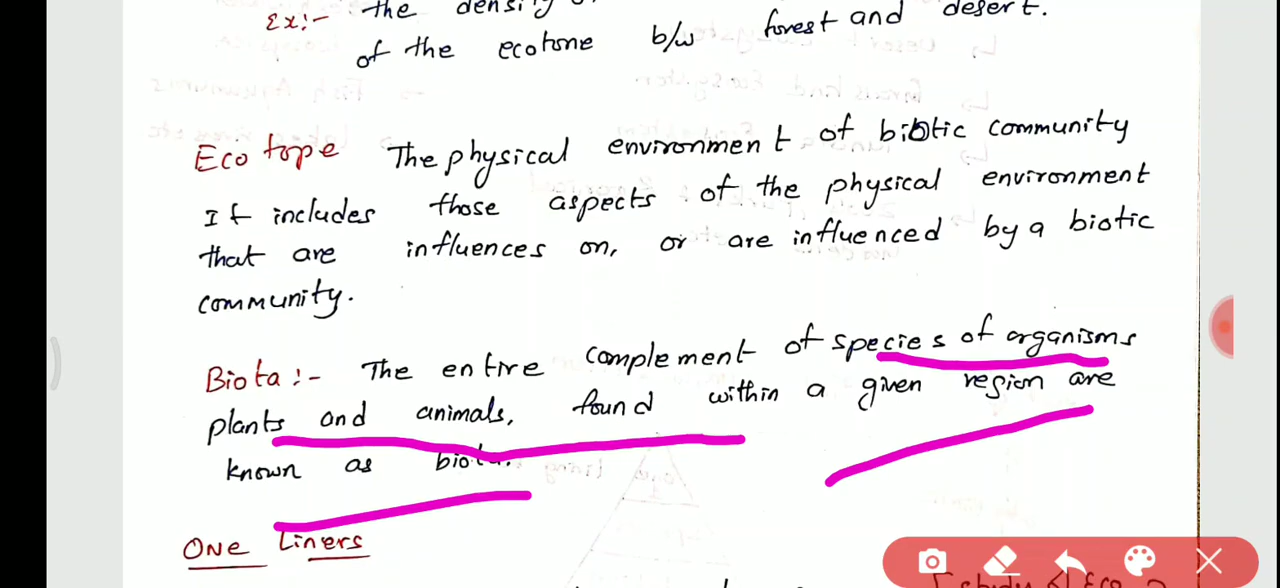 Ex:- the density
of the ecotone b/w forest and desert.
Eco tope The physical environment of biotic community
It includes those aspects of the physical environment
that are influences on, or are influenced by a biotic
community.
Biota :- The entire complement of species of organisms
plants and animals, found within a given region are
known as biota.
One Liners